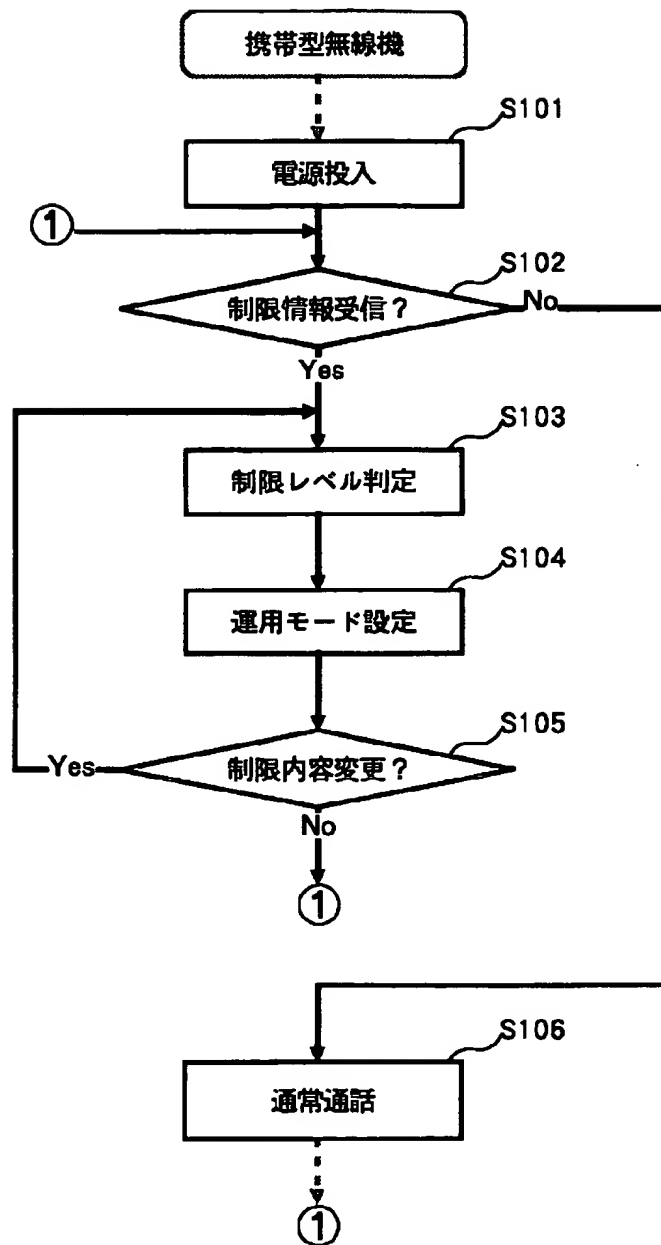 携帯型無線機
S101
電源投入
①
S102
制限情報受信？
No
Yes
S103
制限レベル判定
S104
運用モード設定
S105
制限内容変更？
Yes
No
①
S106
通常通話
①